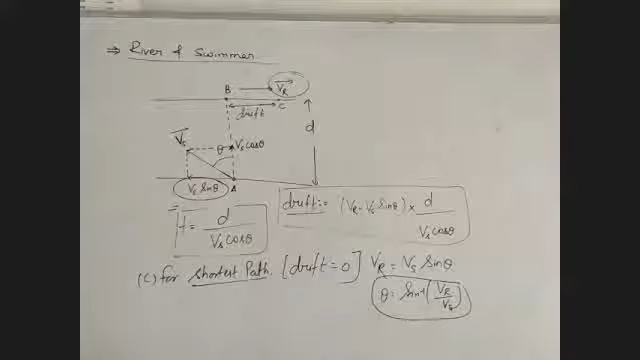 ⇒ River & Swimmer
B → V_R
drift C
d
V_s θ V_s cosθ
V_s sinθ A
t = d / V_s cosθ
drift := (V_R - V_s sinθ) × d / V_s cosθ
(C) for Shortest Path. [drift = 0] V_R = V_s Sinθ
θ = Sin⁻¹ (V_R / V_s)